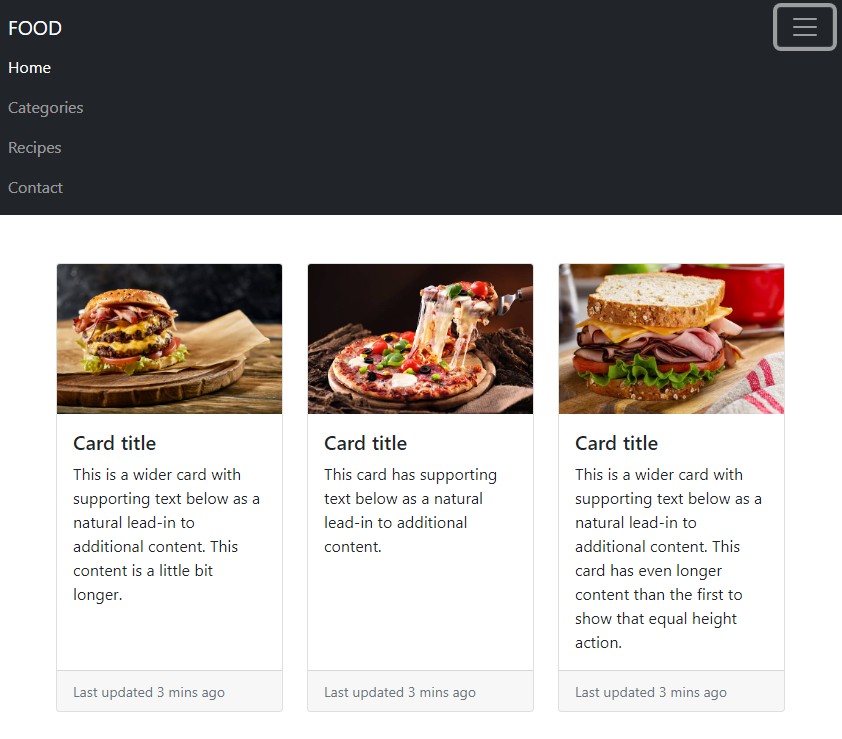 FOOD
Home
Categories
Recipes
Contact
Card title
This is a wider card with
supporting text below as a
natural lead-in to
additional content. This
content is a little bit
longer.
Last updated 3 mins ago
Card title
This card has supporting
text below as a natural
lead-in to additional
content.
Last updated 3 mins ago
Card title
This is a wider card with
supporting text below as a
natural lead-in to
additional content. This
card has even longer
content than the first to
show that equal height
action.
Last updated 3 mins ago